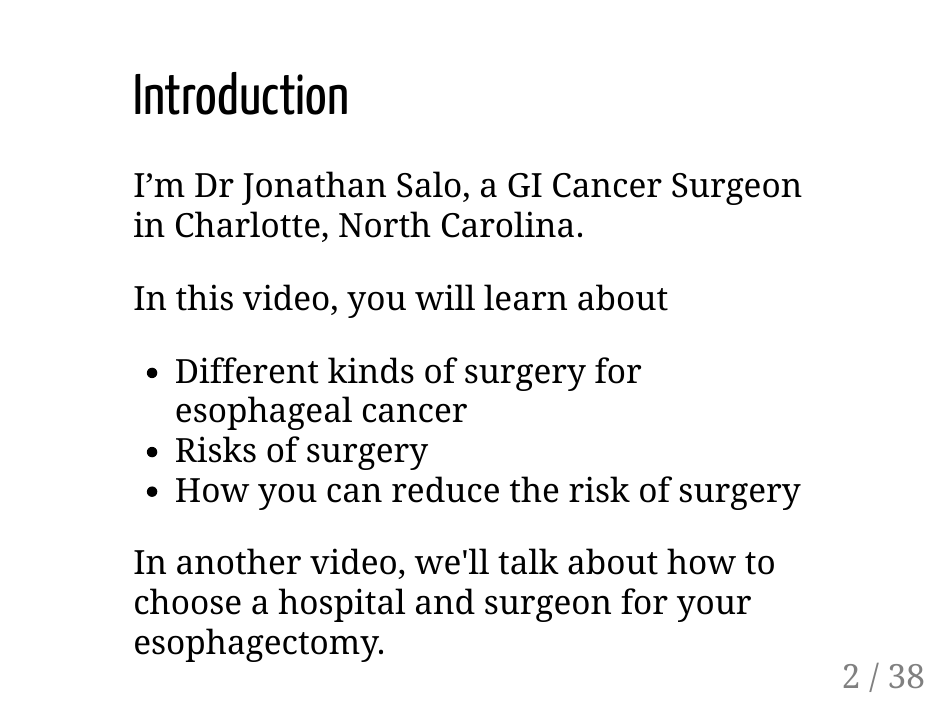 Introduction
I’m Dr Jonathan Salo, a GI Cancer Surgeon
in Charlotte, North Carolina.
In this video, you will learn about
• Different kinds of surgery for
esophageal cancer
• Risks of surgery
• How you can reduce the risk of surgery
In another video, we'll talk about how to
choose a hospital and surgeon for your
esophagectomy.
2 / 38